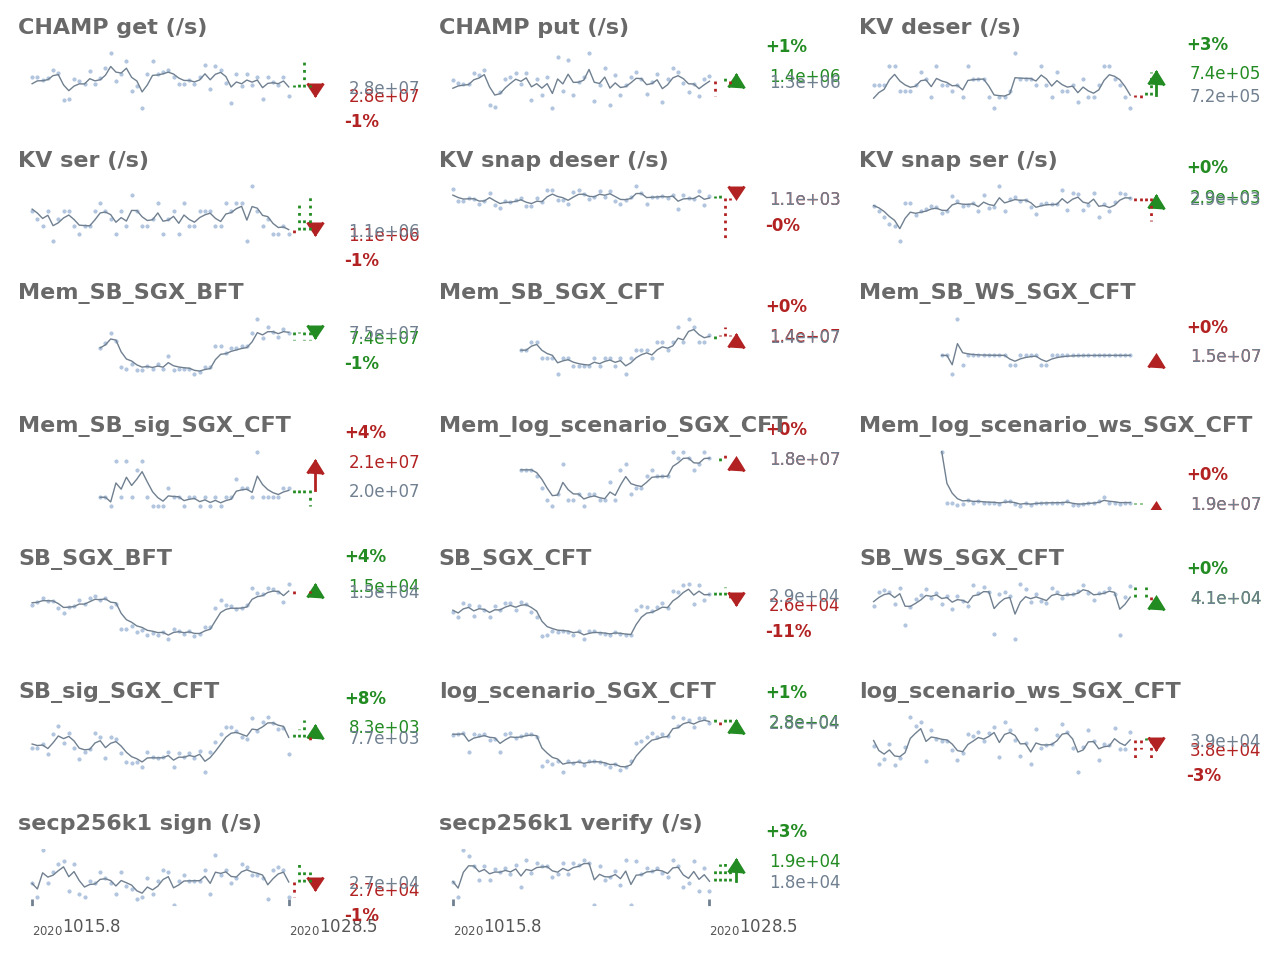 CHAMP get (/s)
2.8e+07
2.8e+07
-1%
CHAMP put (/s)
+1%
1.4e+06
1.3e+06
KV deser (/s)
+3%
7.4e+05
7.2e+05
KV ser (/s)
1.1e+06
1.1e+06
-1%
KV snap deser (/s)
1.1e+03
-0%
KV snap ser (/s)
+0%
2.9e+03
2.9e+03
Mem_SB_SGX_BFT
7.5e+07
7.4e+07
-1%
Mem_SB_SGX_CFT
+0%
1.4e+07
Mem_SB_WS_SGX_CFT
+0%
1.5e+07
Mem_SB_sig_SGX_CFT
+4%
2.1e+07
2.0e+07
Mem_log_scenario_SGX_CFT
+0%
1.8e+07
Mem_log_scenario_ws_SGX_CFT
+0%
1.9e+07
SB_SGX_BFT
+4%
1.5e+04
1.5e+04
SB_SGX_CFT
2.9e+04
2.6e+04
-11%
SB_WS_SGX_CFT
+0%
4.1e+04
SB_sig_SGX_CFT
+8%
8.3e+03
7.7e+03
log_scenario_SGX_CFT
+1%
2.8e+04
2.8e+04
log_scenario_ws_SGX_CFT
3.9e+04
3.8e+04
-3%
secp256k1 sign (/s)
2.7e+04
2.7e+04
-1%
20201015.8
20201028.5
secp256k1 verify (/s)
+3%
1.9e+04
1.8e+04
20201015.8
20201028.5